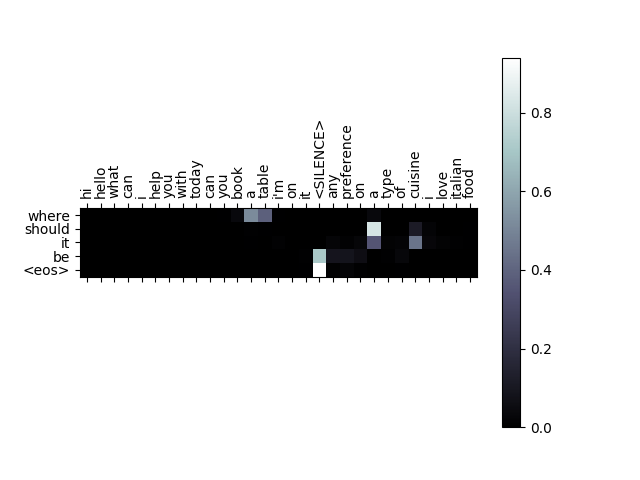 hi hello what can i help you with today can you book a table i'm on it <SILENCE> any preference on a type of cuisine i love italian food
where
should
it
be
<eos>
0.8
0.6
0.4
0.2
0.0